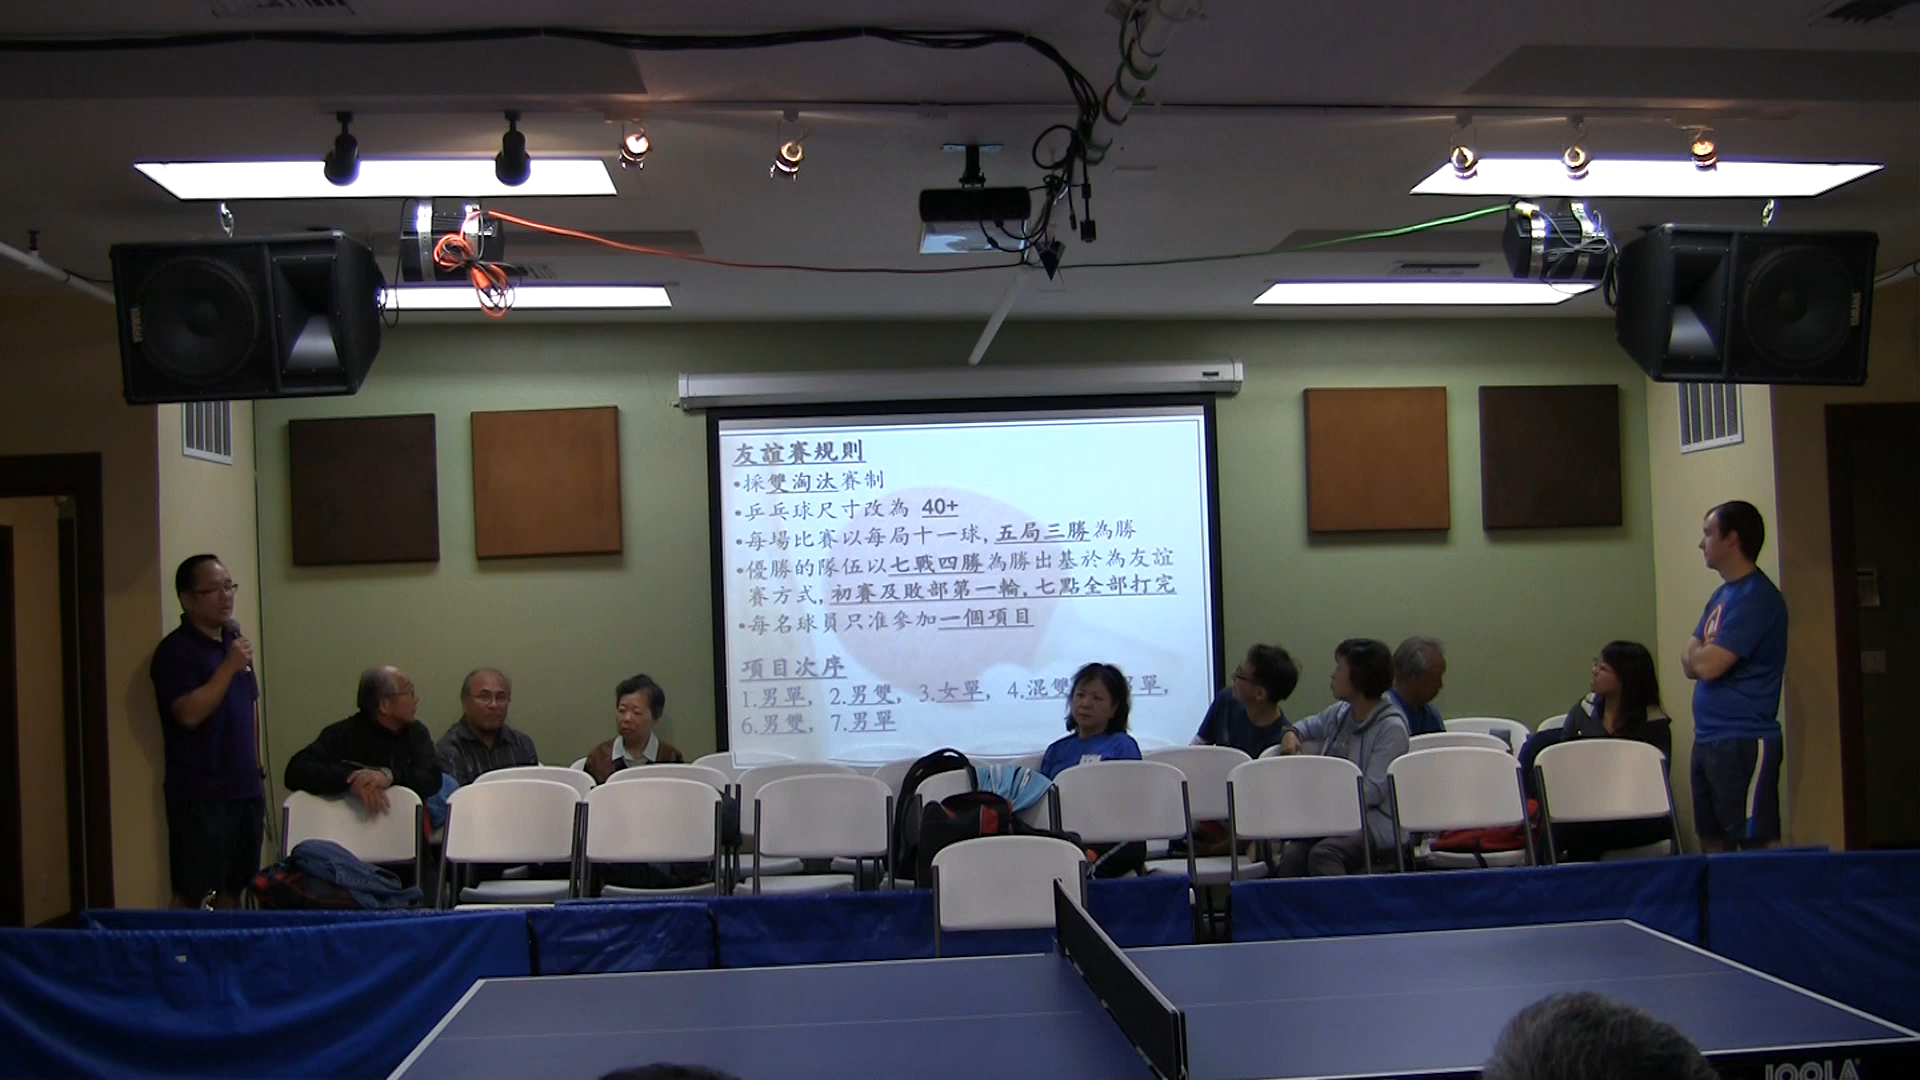 友誼賽規則
•採雙淘汰賽制
•乒乓球尺寸改為 40+
•每場比賽以每局十一球, 五局三勝為勝
•優勝的隊伍以七戰四勝為勝出基於為友誼
賽方式, 初賽及敗部第一輪, 七點全部打完
•每名球員只准參加一個項目
項目次序
1.男單, 2.男雙, 3.女單, 4.混雙 男單,
6.男雙, 7.男單
YAMAHA
YAMAHA
JOOLA